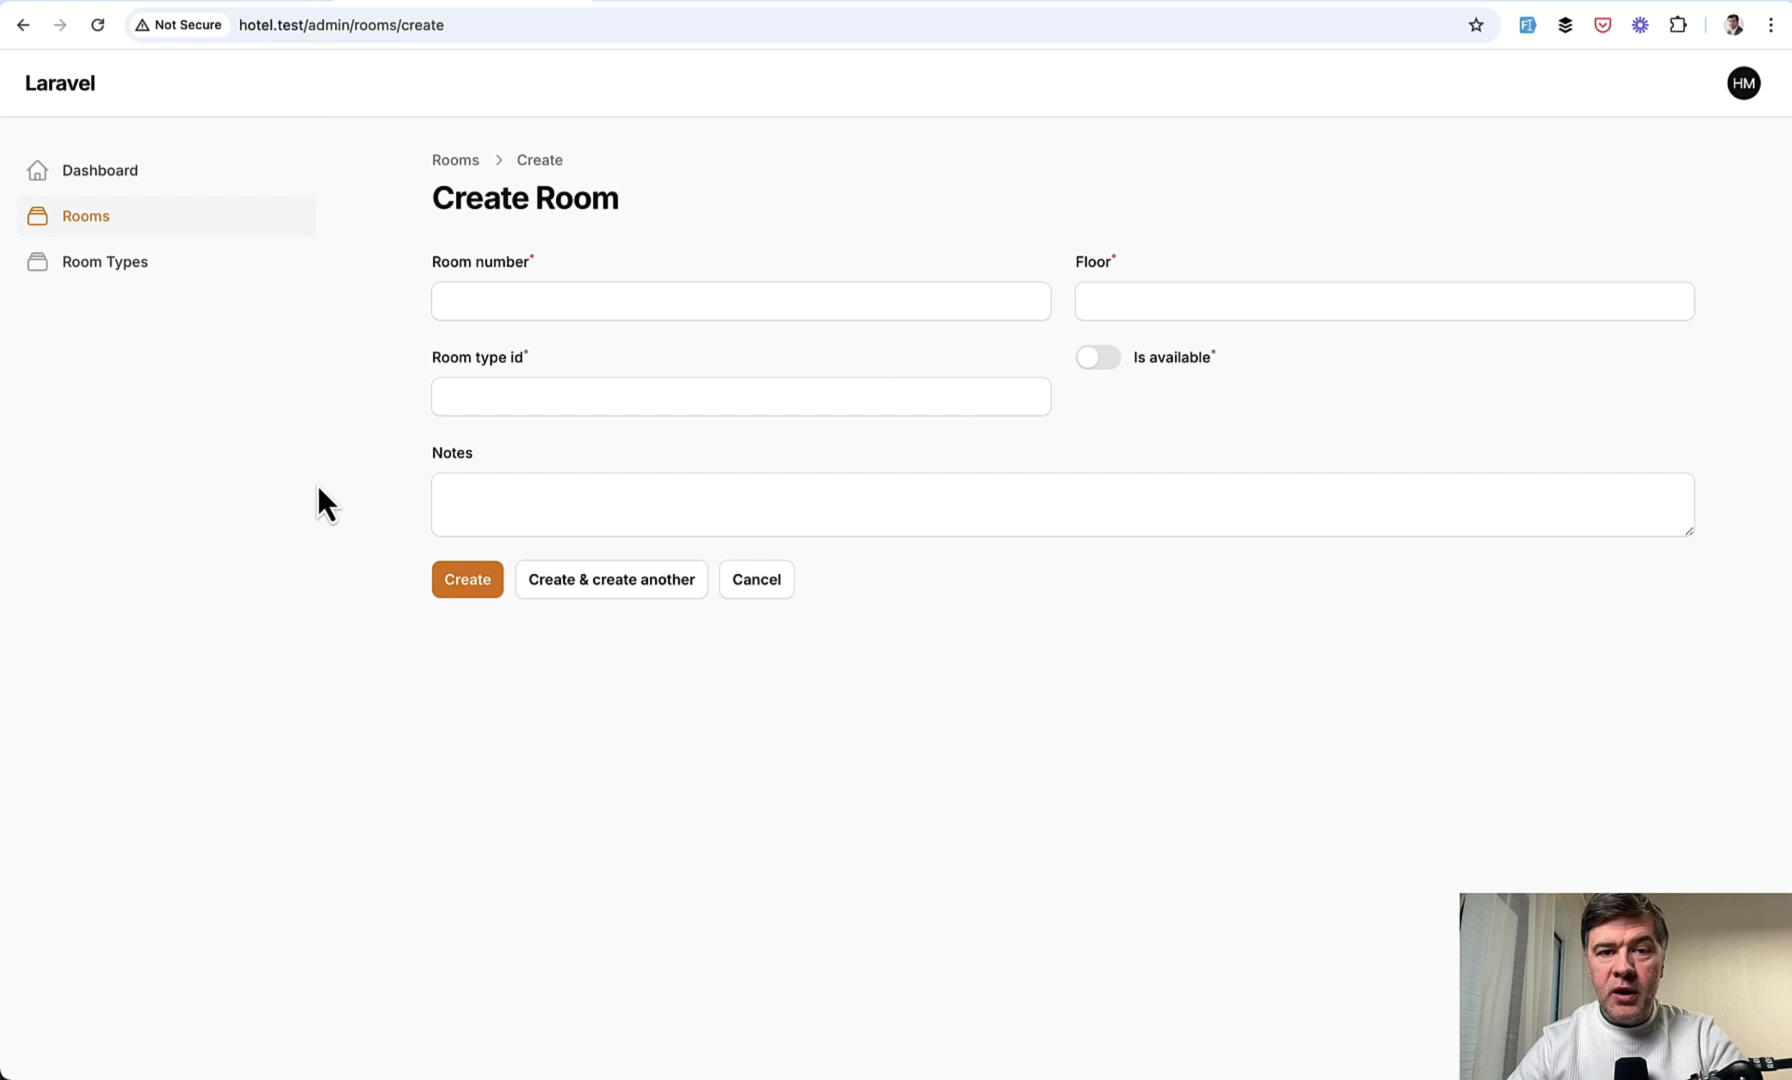 Not Secure hotel.test/admin/rooms/create
Laravel
HM
Dashboard
Rooms
Room Types
Rooms > Create
Create Room
Room number* Floor*
Room type id* Is available*
Notes
Create Create & create another Cancel